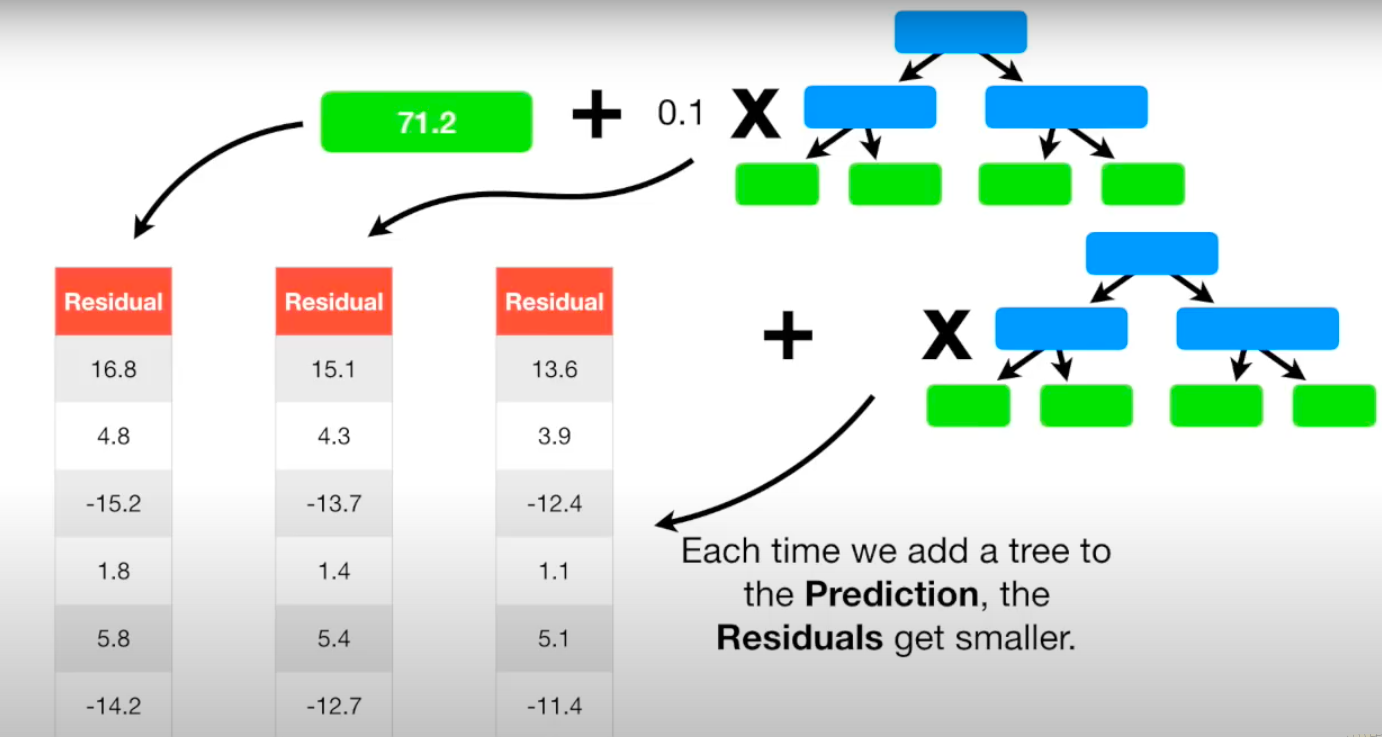 71.2 + 0.1 X
Residual Residual Residual
16.8 15.1 13.6
4.8 4.3 3.9
-15.2 -13.7 -12.4
1.8 1.4 1.1
5.8 5.4 5.1
-14.2 -12.7 -11.4
+ X
Each time we add a tree to
the Prediction, the
Residuals get smaller.